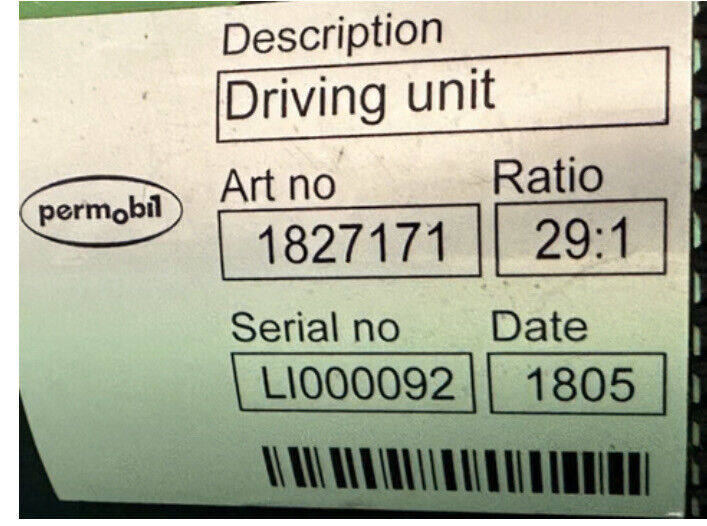 Description
Driving unit
permobil
Art no Ratio
1827171 29:1
Serial no Date
LI000092 1805